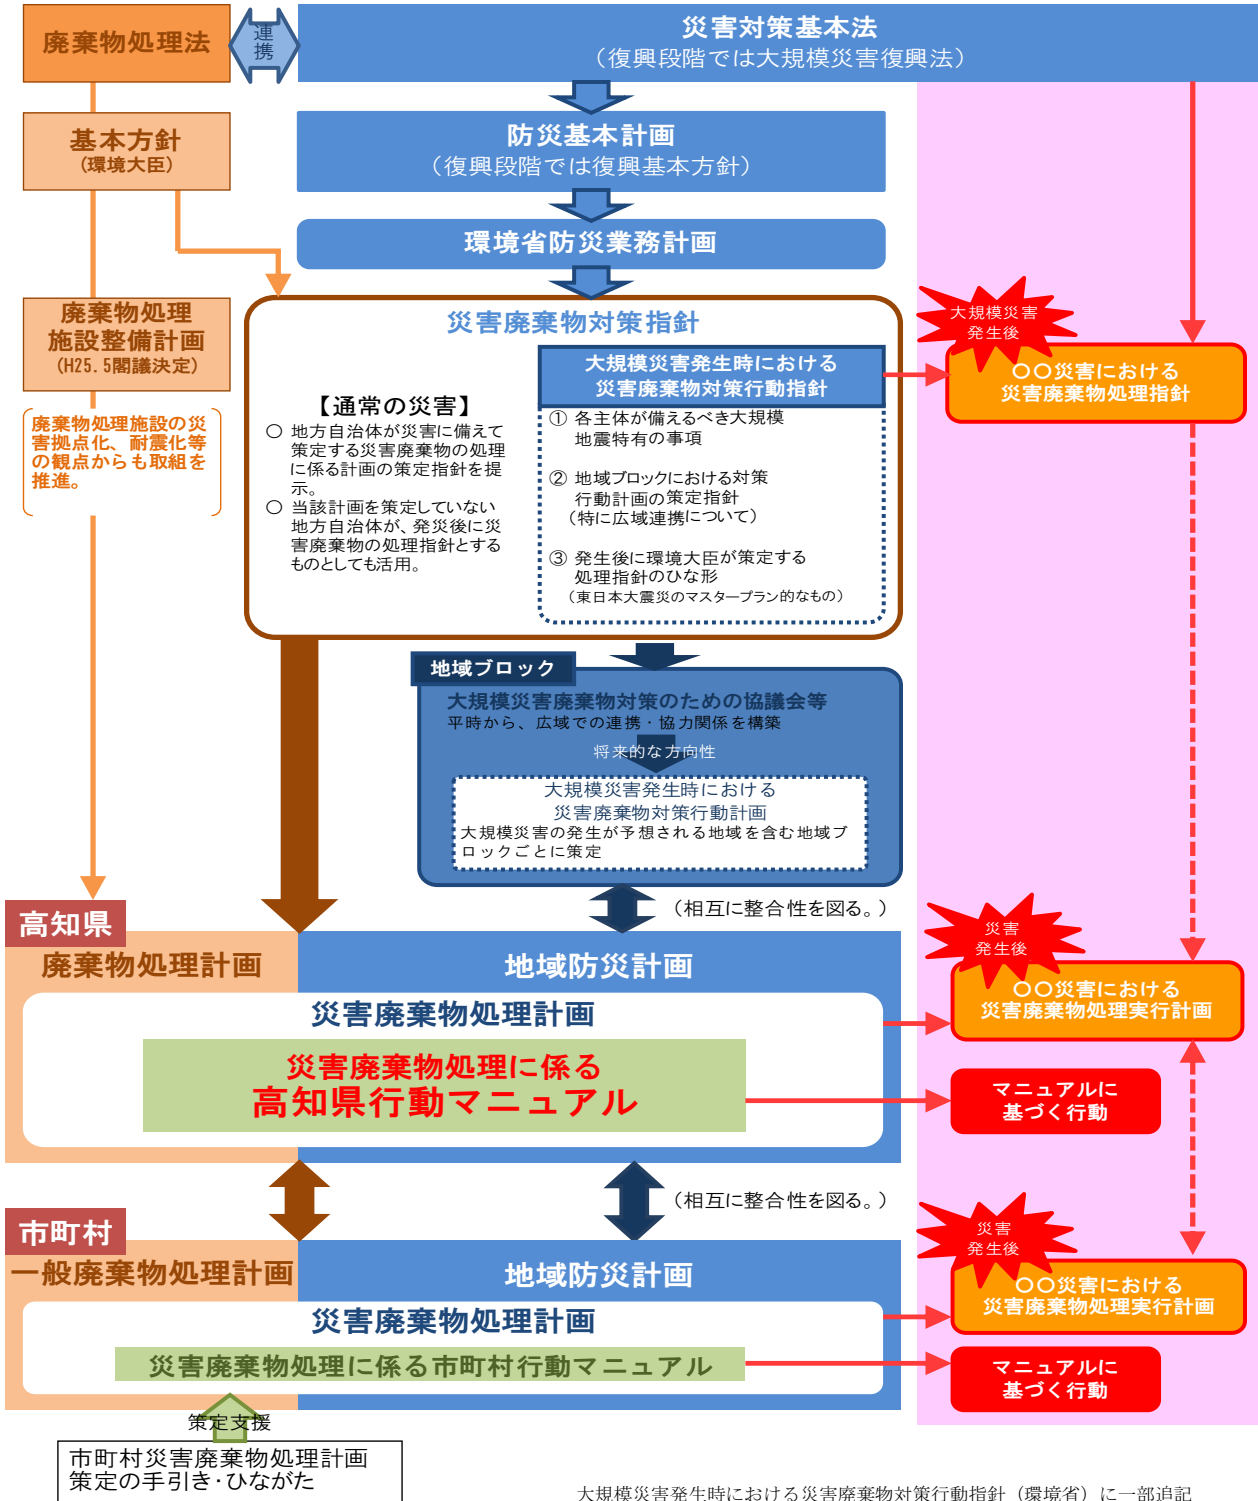 廃棄物処理法
連
携
災害対策基本法
（復興段階では大規模災害復興法）
基本方針
(環境大臣)
防災基本計画
（復興段階では復興基本方針）
環境省防災業務計画
廃棄物処理
施設整備計画
(H25.5閣議決定)
廃棄物処理施設の災
害拠点化、耐震化等
の観点からも取組を
推進。
災害廃棄物対策指針
【通常の災害】
〇 地方自治体が災害に備えて
策定する災害廃棄物の処理
に係る計画の策定指針を提
示。
〇 当該計画を策定していない
地方自治体が、発災後に災
害廃棄物の処理指針とする
ものとしても活用。
大規模災害発生時における
災害廃棄物対策行動指針
① 各主体が備えるべき大規模
地震特有の事項
② 地域ブロックにおける対策
行動計画の策定指針
（特に広域連携について）
③ 発生後に環境大臣が策定する
処理指針のひな形
（東日本大震災のマスタープラン的なもの）
大規模災害
発生後
〇〇災害における
災害廃棄物処理指針
地域ブロック
大規模災害廃棄物対策のための協議会等
平時から、広域での連携・協力関係を構築
将来的な方向性
大規模災害発生時における
災害廃棄物対策行動計画
大規模災害の発生が予想される地域を含む地域ブ
ロックごとに策定
（相互に整合性を図る。）
高知県
廃棄物処理計画
地域防災計画
災害廃棄物処理計画
災害廃棄物処理に係る
高知県行動マニュアル
災害
発生後
〇〇災害における
災害廃棄物処理実行計画
マニュアルに
基づく行動
（相互に整合性を図る。）
市町村
一般廃棄物処理計画
地域防災計画
災害廃棄物処理計画
災害廃棄物処理に係る市町村行動マニュアル
災害
発生後
〇〇災害における
災害廃棄物処理実行計画
マニュアルに
基づく行動
策定支援
市町村災害廃棄物処理計画
策定の手引き・ひながた
大規模災害発生時における災害廃棄物対策行動指針（環境省）に一部追記